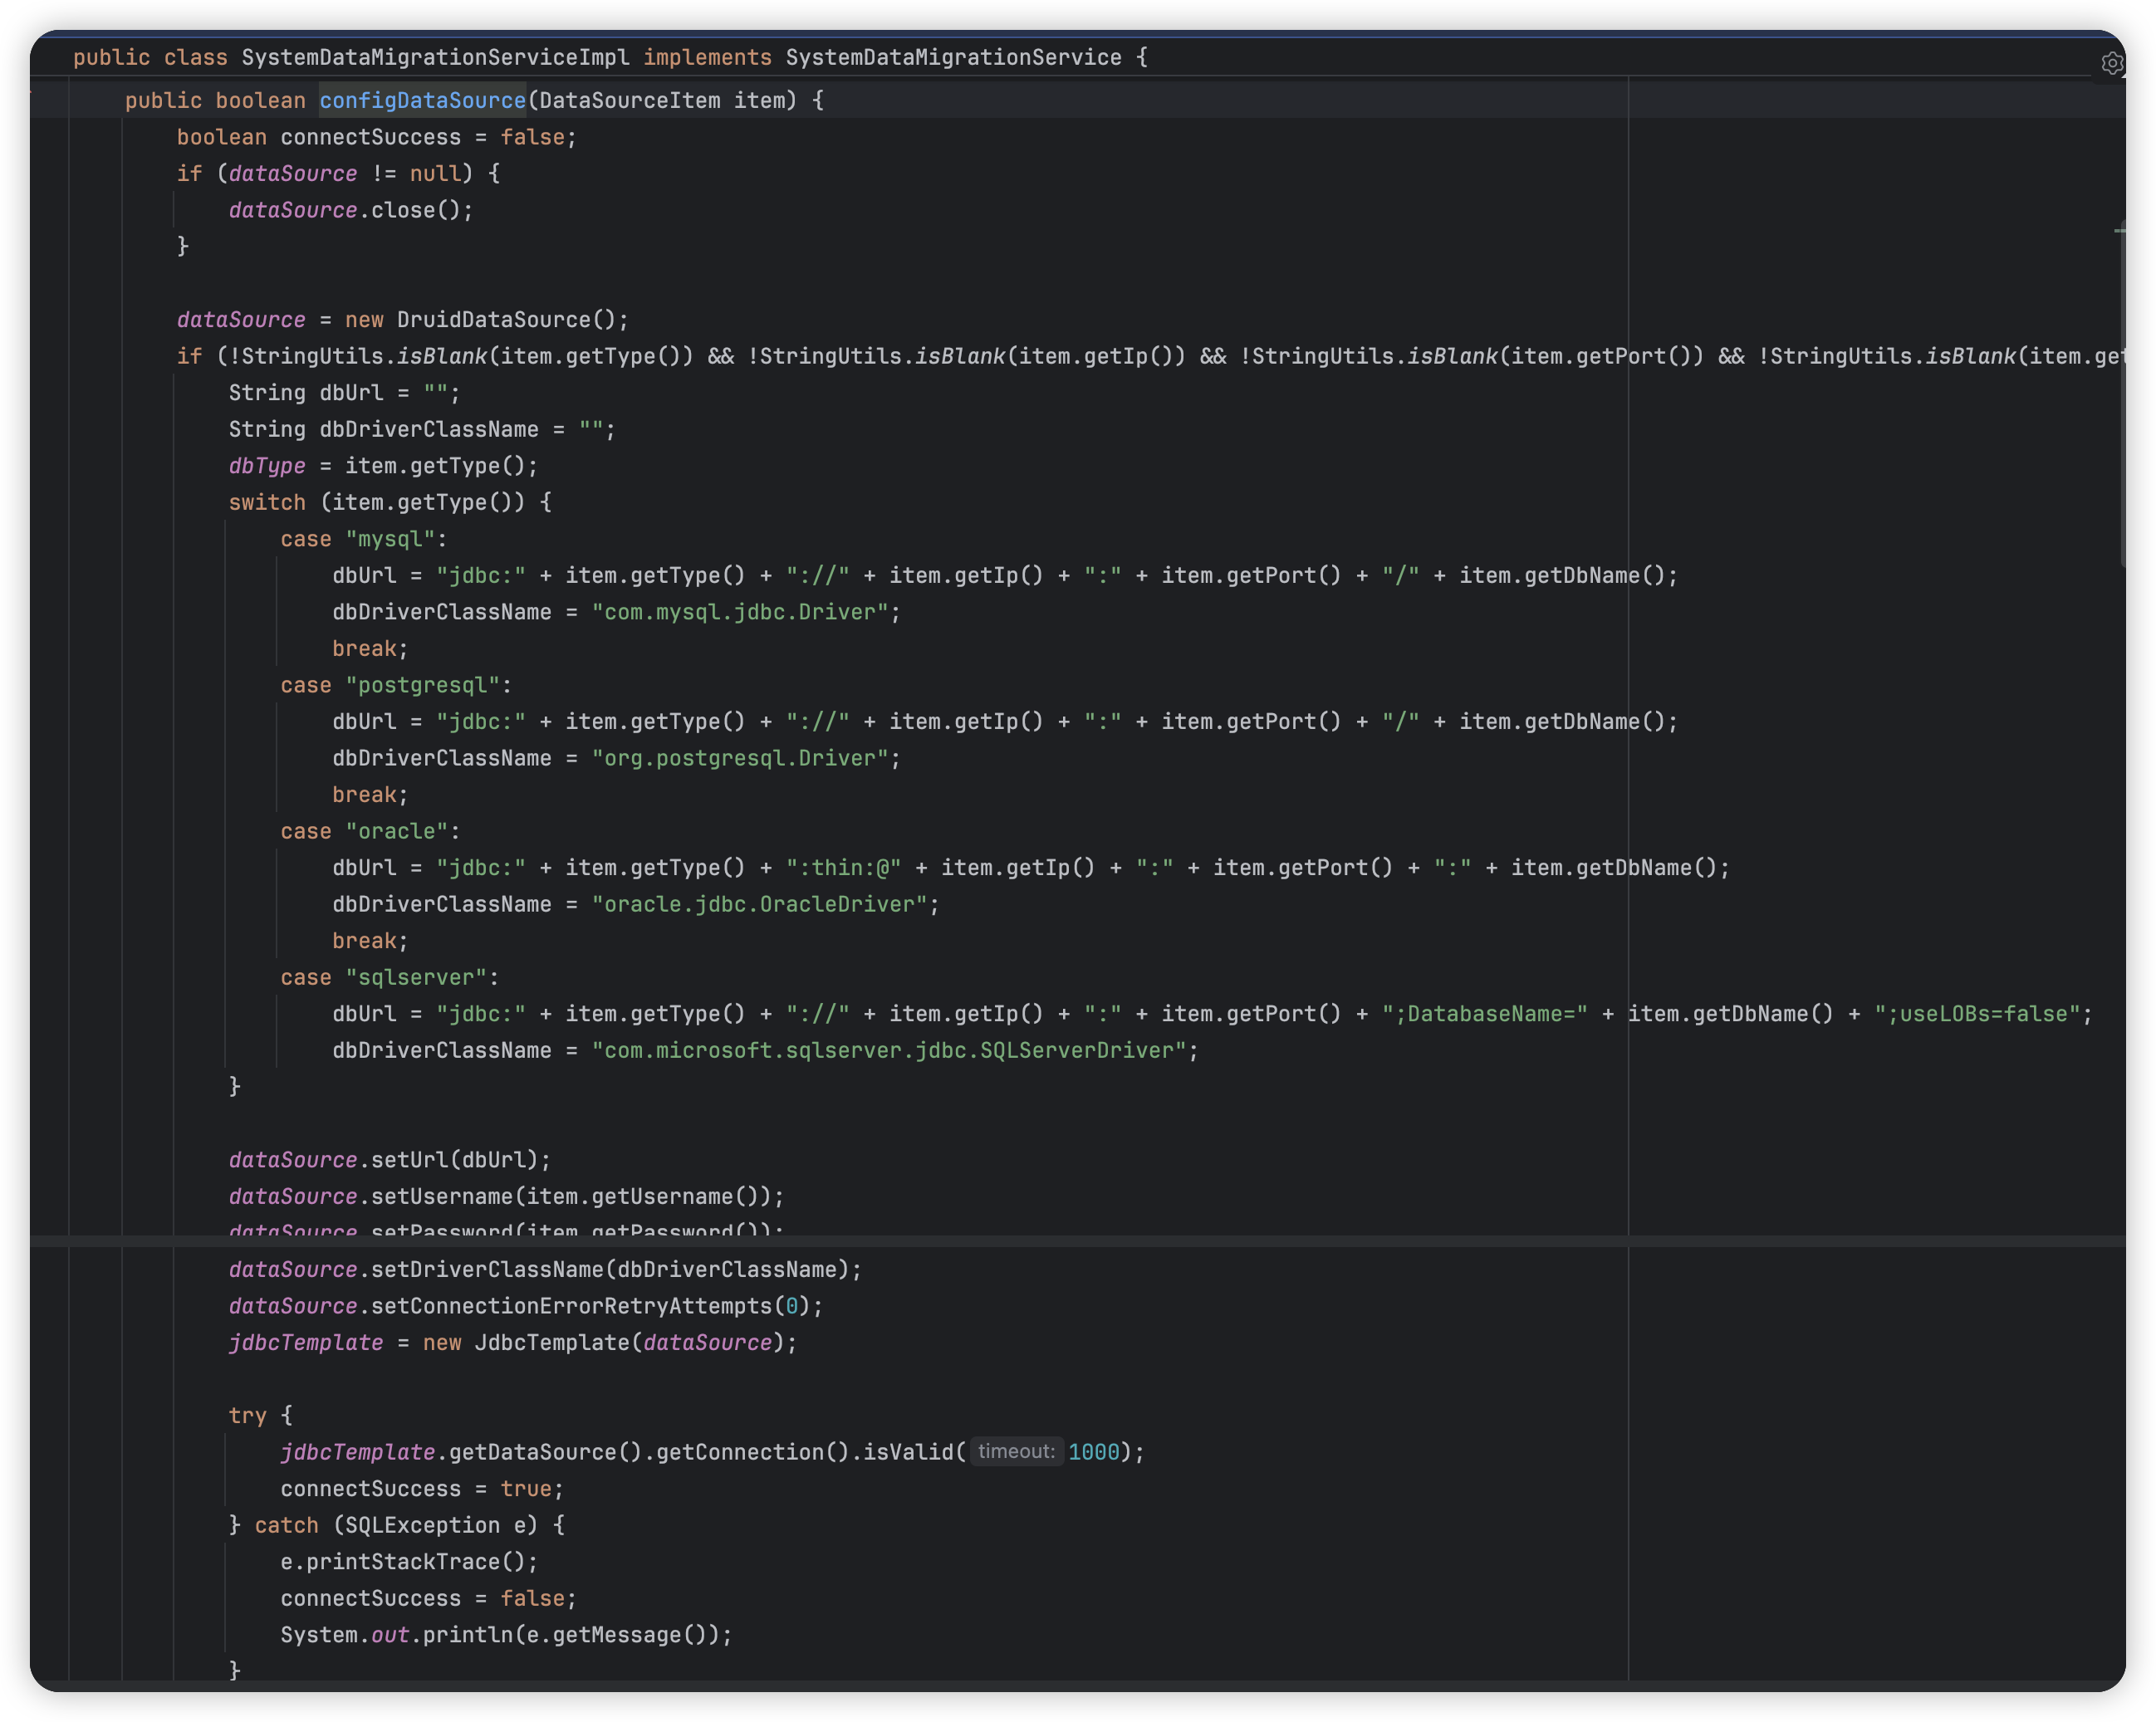 public class SystemDataMigrationServiceImpl implements SystemDataMigrationService {
public boolean configDataSource(DataSourceItem item) {
boolean connectSuccess = false;
if (dataSource != null) {
dataSource.close();
}
dataSource = new DruidDataSource();
if (!StringUtils.isBlank(item.getType()) && !StringUtils.isBlank(item.getIp()) && !StringUtils.isBlank(item.getPort()) && !StringUtils.isBlank(item.get
String dbUrl = "";
String dbDriverClassName = "";
dbType = item.getType();
switch (item.getType()) {
case "mysql":
dbUrl = "jdbc:" + item.getType() + "://" + item.getIp() + ":" + item.getPort() + "/" + item.getDbName();
dbDriverClassName = "com.mysql.jdbc.Driver";
break;
case "postgresql":
dbUrl = "jdbc:" + item.getType() + "://" + item.getIp() + ":" + item.getPort() + "/" + item.getDbName();
dbDriverClassName = "org.postgresql.Driver";
break;
case "oracle":
dbUrl = "jdbc:" + item.getType() + ":thin:@" + item.getIp() + ":" + item.getPort() + ":" + item.getDbName();
dbDriverClassName = "oracle.jdbc.OracleDriver";
break;
case "sqlserver":
dbUrl = "jdbc:" + item.getType() + "://" + item.getIp() + ":" + item.getPort() + ";DatabaseName=" + item.getDbName() + ";useLOBs=false";
dbDriverClassName = "com.microsoft.sqlserver.jdbc.SQLServerDriver";
}
dataSource.setUrl(dbUrl);
dataSource.setUsername(item.getUsername());
dataSource.setPassword(item.getPassword());
dataSource.setDriverClassName(dbDriverClassName);
dataSource.setConnectionErrorRetryAttempts(0);
jdbcTemplate = new JdbcTemplate(dataSource);
try {
jdbcTemplate.getDataSource().getConnection().isValid( timeout: 1000);
connectSuccess = true;
} catch (SQLException e) {
e.printStackTrace();
connectSuccess = false;
System.out.println(e.getMessage());
}